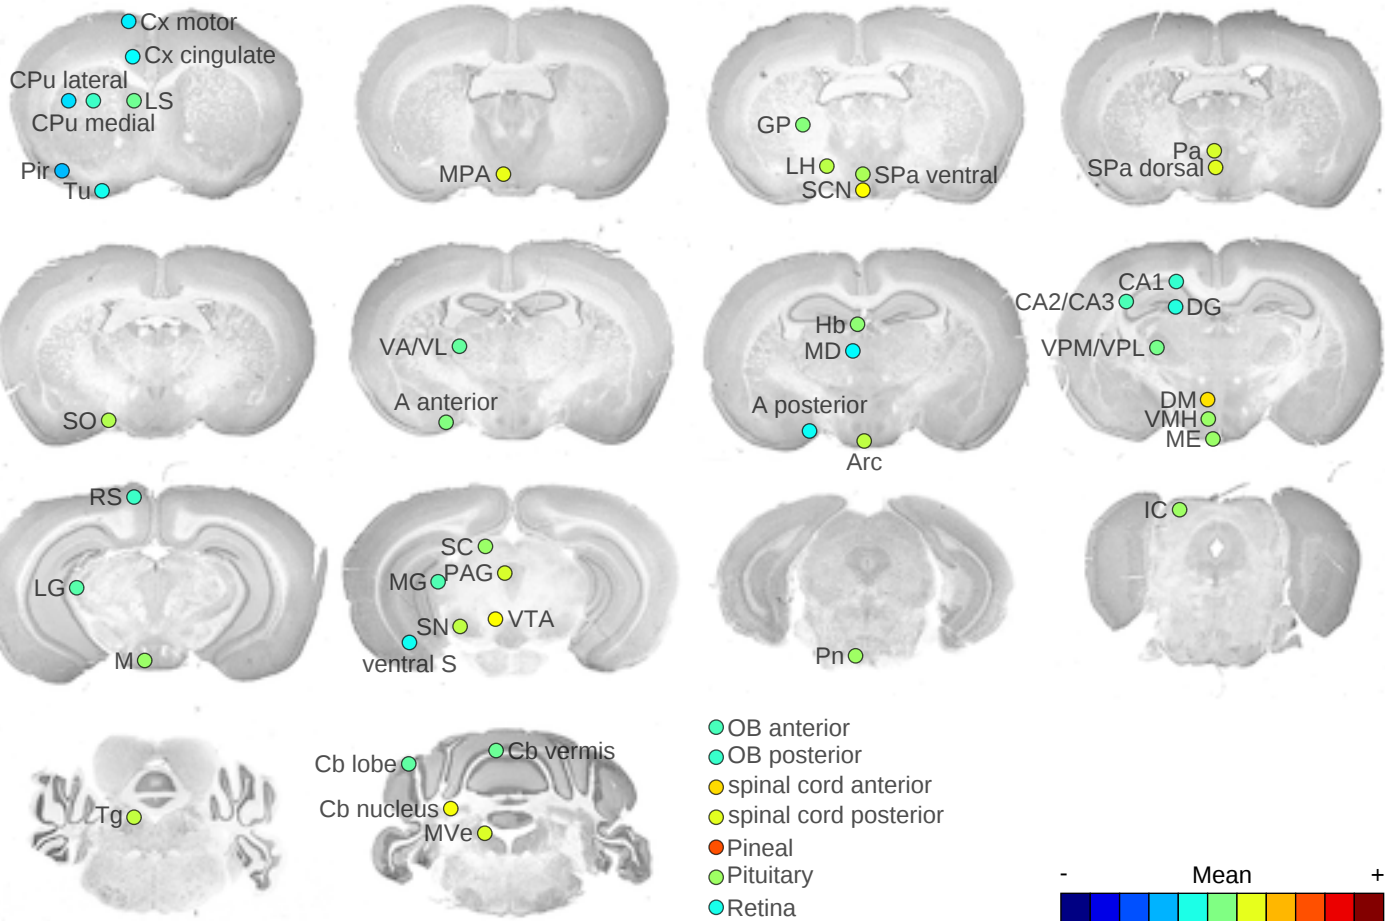 Cx motor
Cx cingulate
CPu lateral
LS
CPu medial
Pir
Tu
MPA
GP
LH
SPa ventral
SCN
Pa
SPa dorsal
SO
VA/VL
A anterior
Hb
MD
A posterior
Arc
CA1
CA2/CA3
DG
VPM/VPL
DM
VMH
ME
RS
LG
M
SC
MG
PAG
SN
VTA
ventral S
Pn
IC
Tg
Cb lobe
Cb vermis
Cb nucleus
MVe
OB anterior
OB posterior
spinal cord anterior
spinal cord posterior
Pineal
Pituitary
Retina
- Mean +